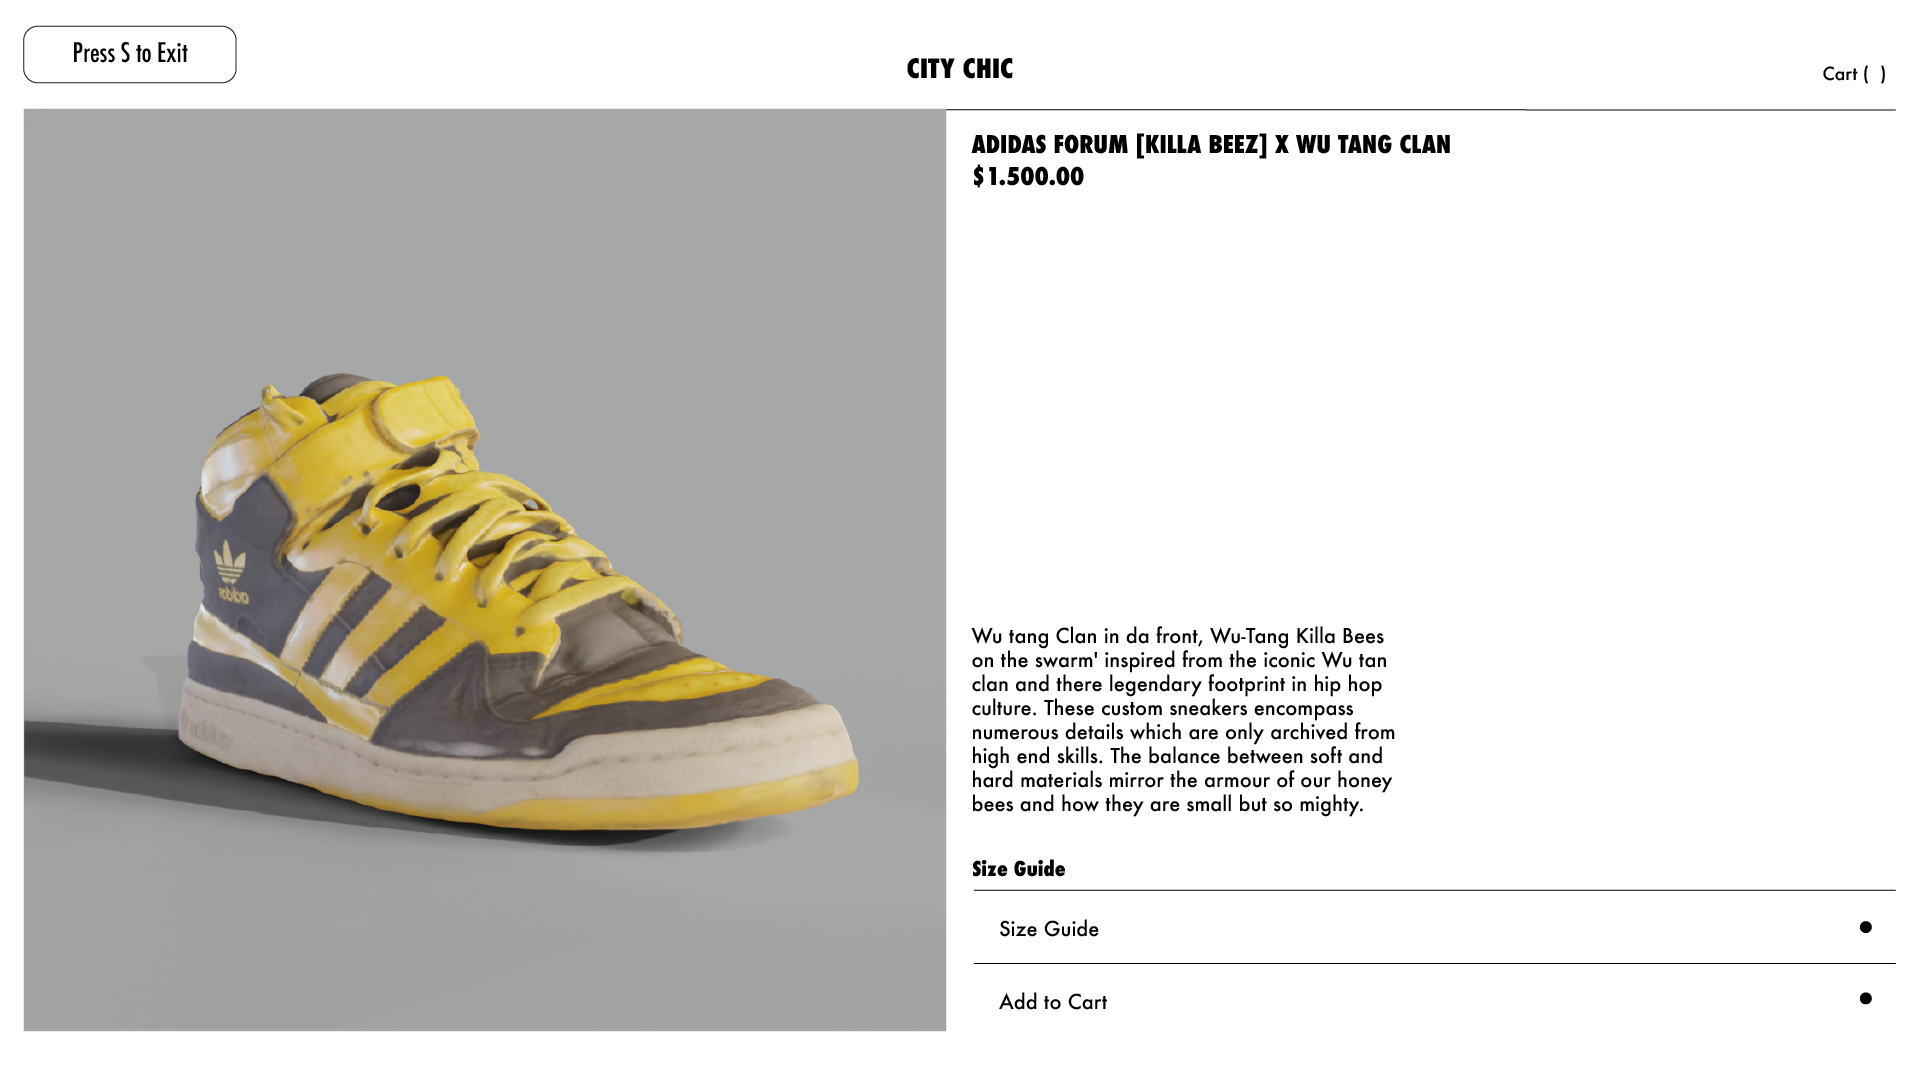 Press S to Exit
CITY CHIC
Cart (  )
ADIDAS FORUM [KILLA BEEZ] X WU TANG CLAN
$1.500.00
Wu tang Clan in da front, Wu-Tang Killa Bees
on the swarm' inspired from the iconic Wu tan
clan and there legendary footprint in hip hop
culture. These custom sneakers encompass
numerous details which are only archived from
high end skills. The balance between soft and
hard materials mirror the armour of our honey
bees and how they are small but so mighty.
Size Guide
Size Guide
Add to Cart